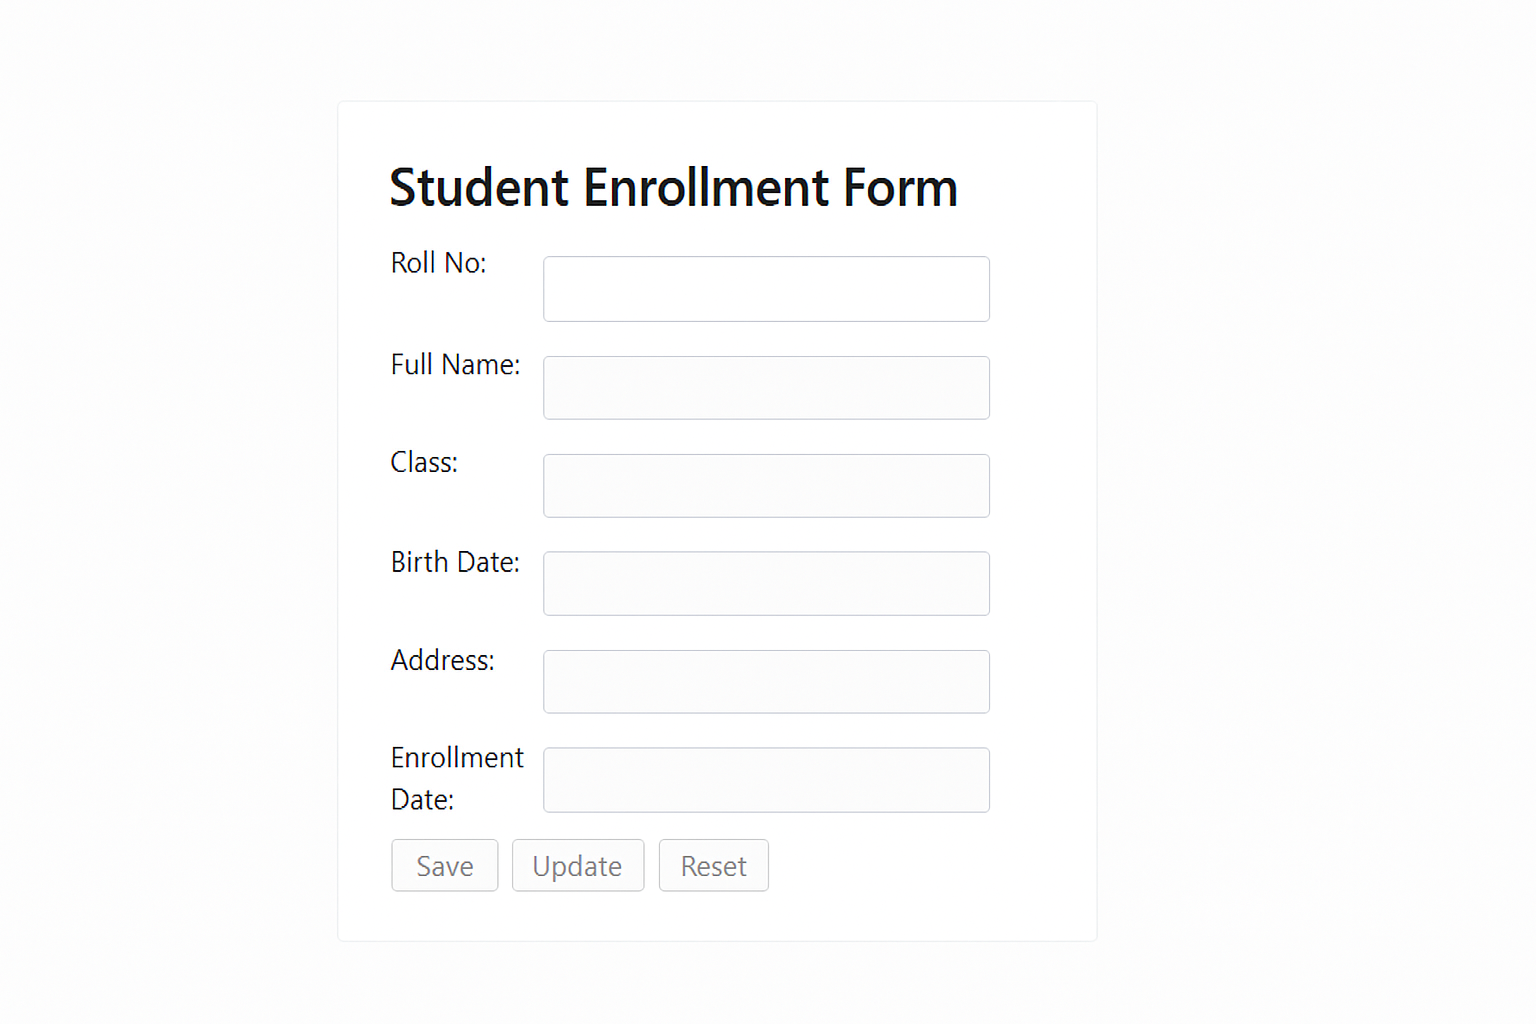 Student Enrollment Form
Roll No:
Full Name:
Class:
Birth Date:
Address:
Enrollment
Date:
Save Update Reset